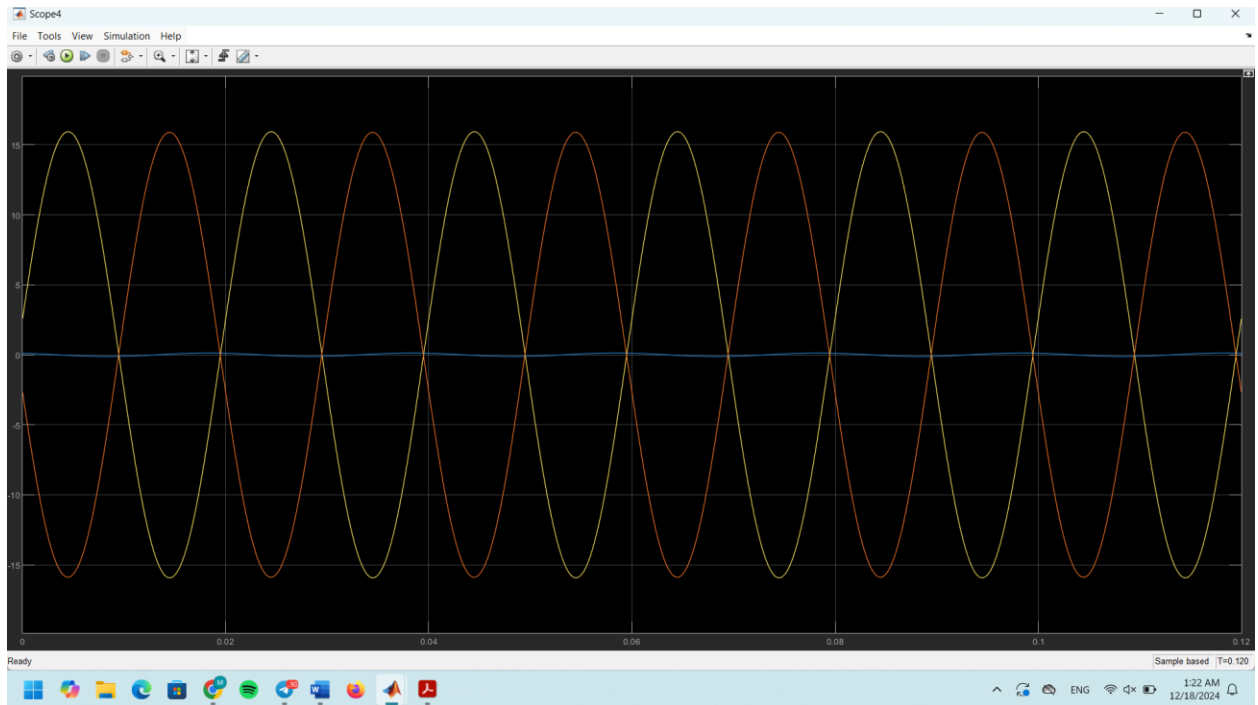 Scope4
File Tools View Simulation Help
15
10
5
0
-5
-10
-15
0 0.02 0.04 0.06 0.08 0.1 0.12
Ready Sample based T=0.120
M 90 W ENG 1:22 AM
12/18/2024